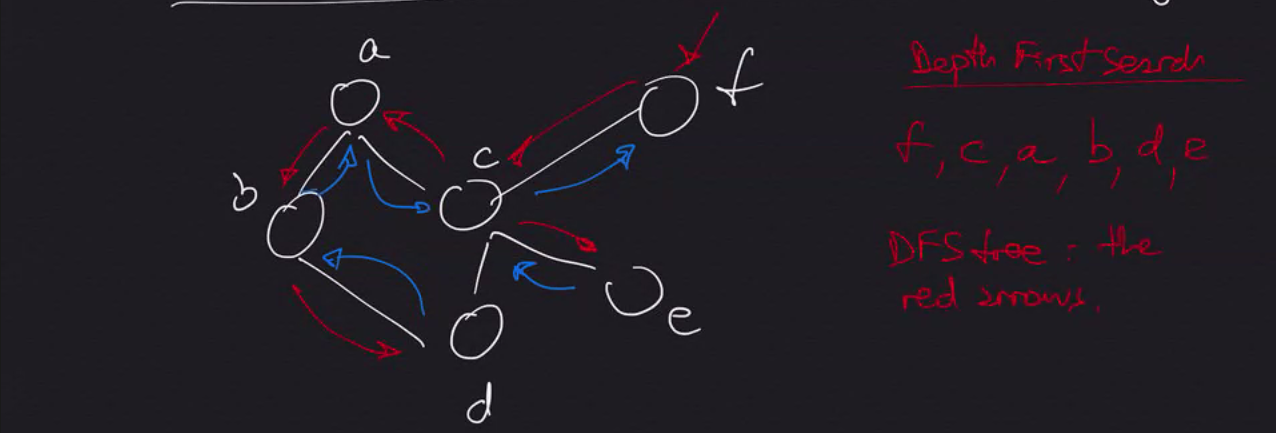 a
f
Depth First Search
c
f, c, a, b, d, e
b
DFS tree : the
red arrows.
e
d